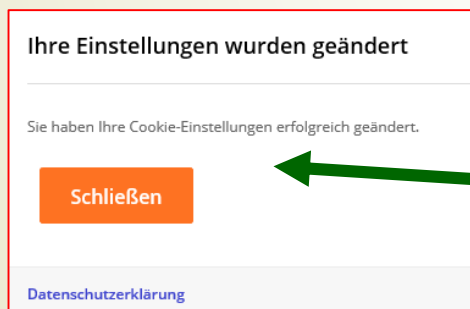 Ihre Einstellungen wurden geändert
Sie haben Ihre Cookie-Einstellungen erfolgreich geändert.
Schließen
Datenschutzerklärung